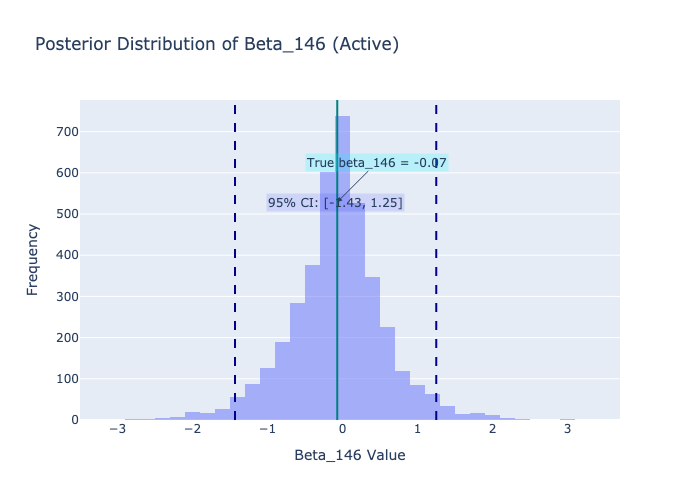 Posterior Distribution of Beta_146 (Active)
700
600
500
400
300
200
100
0
Frequency
True beta_146 = -0.07
95% CI: [-1.43, 1.25]
−3 −2 −1 0 1 2 3
Beta_146 Value